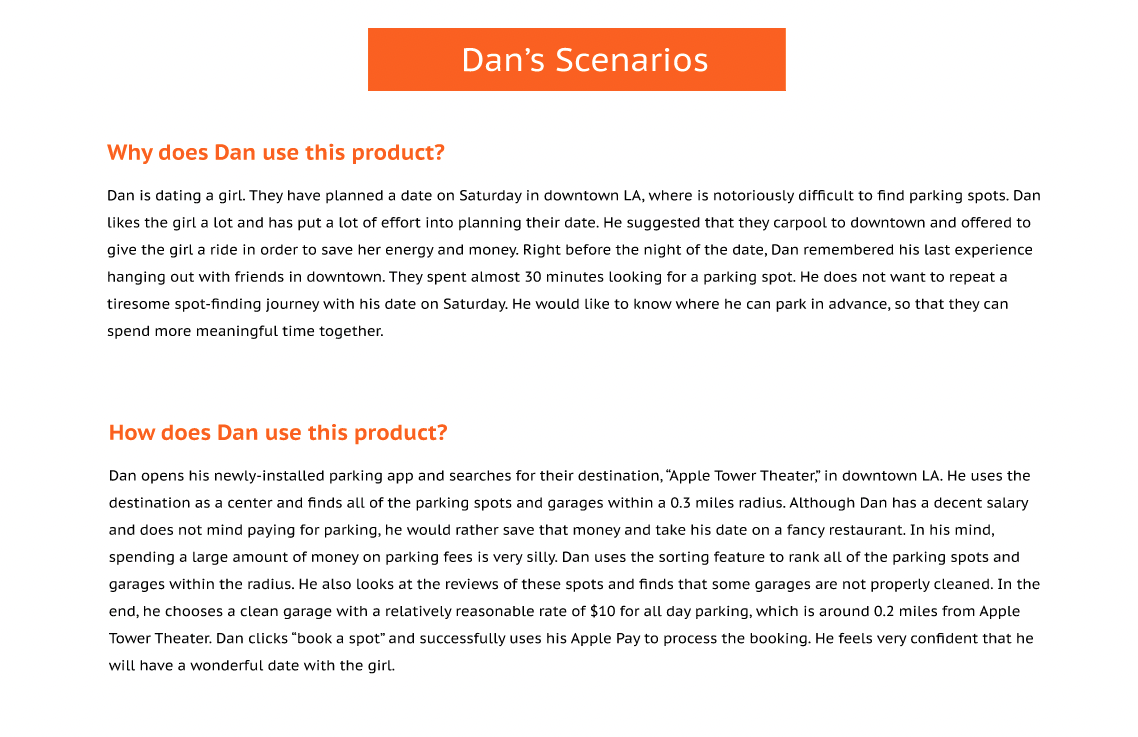 Dan’s Scenarios
Why does Dan use this product?
Dan is dating a girl. They have planned a date on Saturday in downtown LA, where is notoriously difficult to find parking spots. Dan
likes the girl a lot and has put a lot of effort into planning their date. He suggested that they carpool to downtown and offered to
give the girl a ride in order to save her energy and money. Right before the night of the date, Dan remembered his last experience
hanging out with friends in downtown. They spent almost 30 minutes looking for a parking spot. He does not want to repeat a
tiresome spot-finding journey with his date on Saturday. He would like to know where he can park in advance, so that they can
spend more meaningful time together.
How does Dan use this product?
Dan opens his newly-installed parking app and searches for their destination, “Apple Tower Theater,” in downtown LA. He uses the
destination as a center and finds all of the parking spots and garages within a 0.3 miles radius. Although Dan has a decent salary
and does not mind paying for parking, he would rather save that money and take his date on a fancy restaurant. In his mind,
spending a large amount of money on parking fees is very silly. Dan uses the sorting feature to rank all of the parking spots and
garages within the radius. He also looks at the reviews of these spots and finds that some garages are not properly cleaned. In the
end, he chooses a clean garage with a relatively reasonable rate of $10 for all day parking, which is around 0.2 miles from Apple
Tower Theater. Dan clicks “book a spot” and successfully uses his Apple Pay to process the booking. He feels very confident that he
will have a wonderful date with the girl.